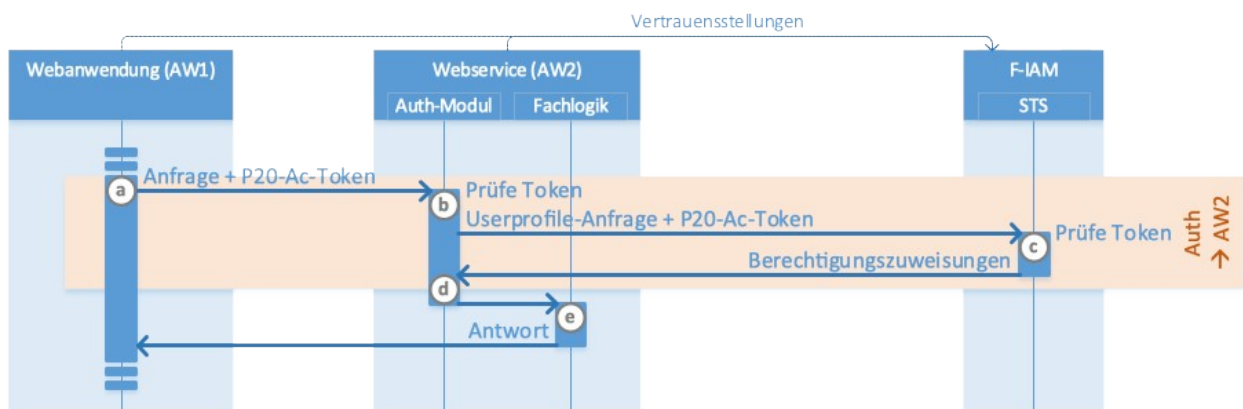 Vertrauensstellungen
Webanwendung (AW1)
Webservice (AW2)
F-IAM
Auth-Modul
Fachlogik
STS
a
Anfrage + P20-Ac-Token
b
Prüfe Token
Userprofile-Anfrage + P20-Ac-Token
c
Prüfe Token
Berechtigungszuweisungen
d
e
Antwort
Auth
→ AW2